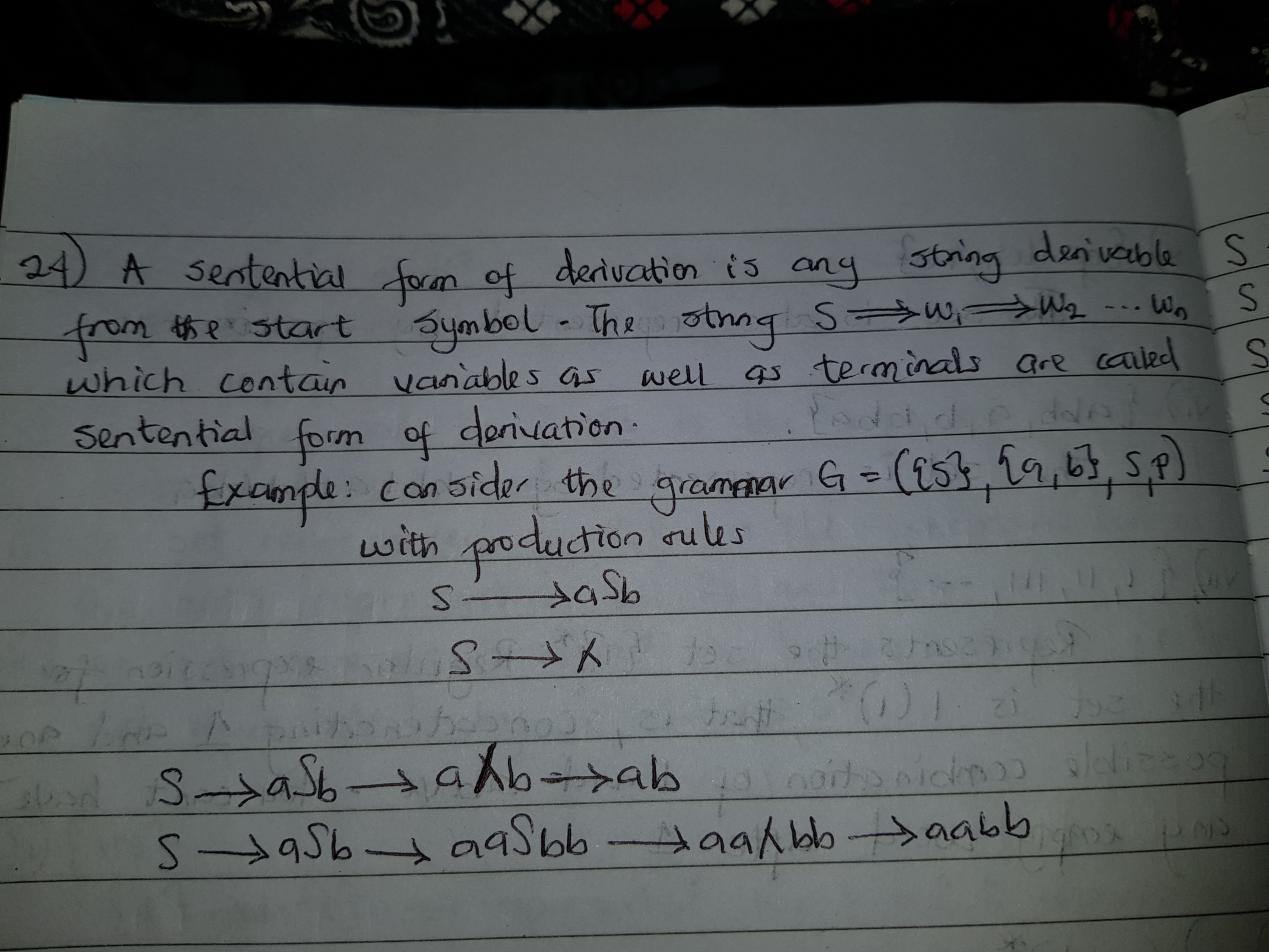 24) A sentential form of derivation is any string derivable
from the start symbol. The string S ⟹ w₁ ⟹ w₂ ... wₙ
which contain variables as well as terminals are called
sentential form of derivation.
Example: consider the grammar G = ({S}, {a, b}, S, P)
with production rules
S ⟶ aSb
S ⟶ λ
S ⟶ aSb ⟶ aλb ⟶ ab
S ⟶ aSb ⟶ aaSbb ⟶ aaλbb ⟶ aabb
S
S
S